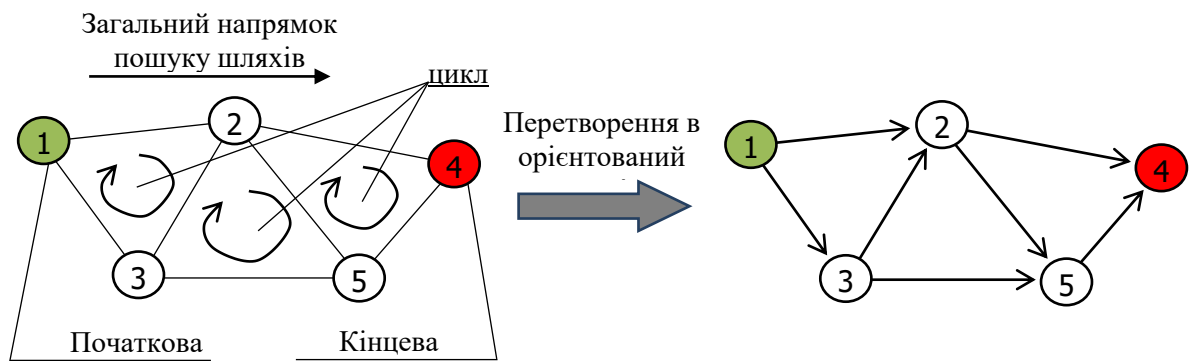 Загальний напрямок
пошуку шляхів
цикл
1
2
4
3
5
Початкова
Кінцева
Перетворення в
орієнтований
1
2
4
3
5